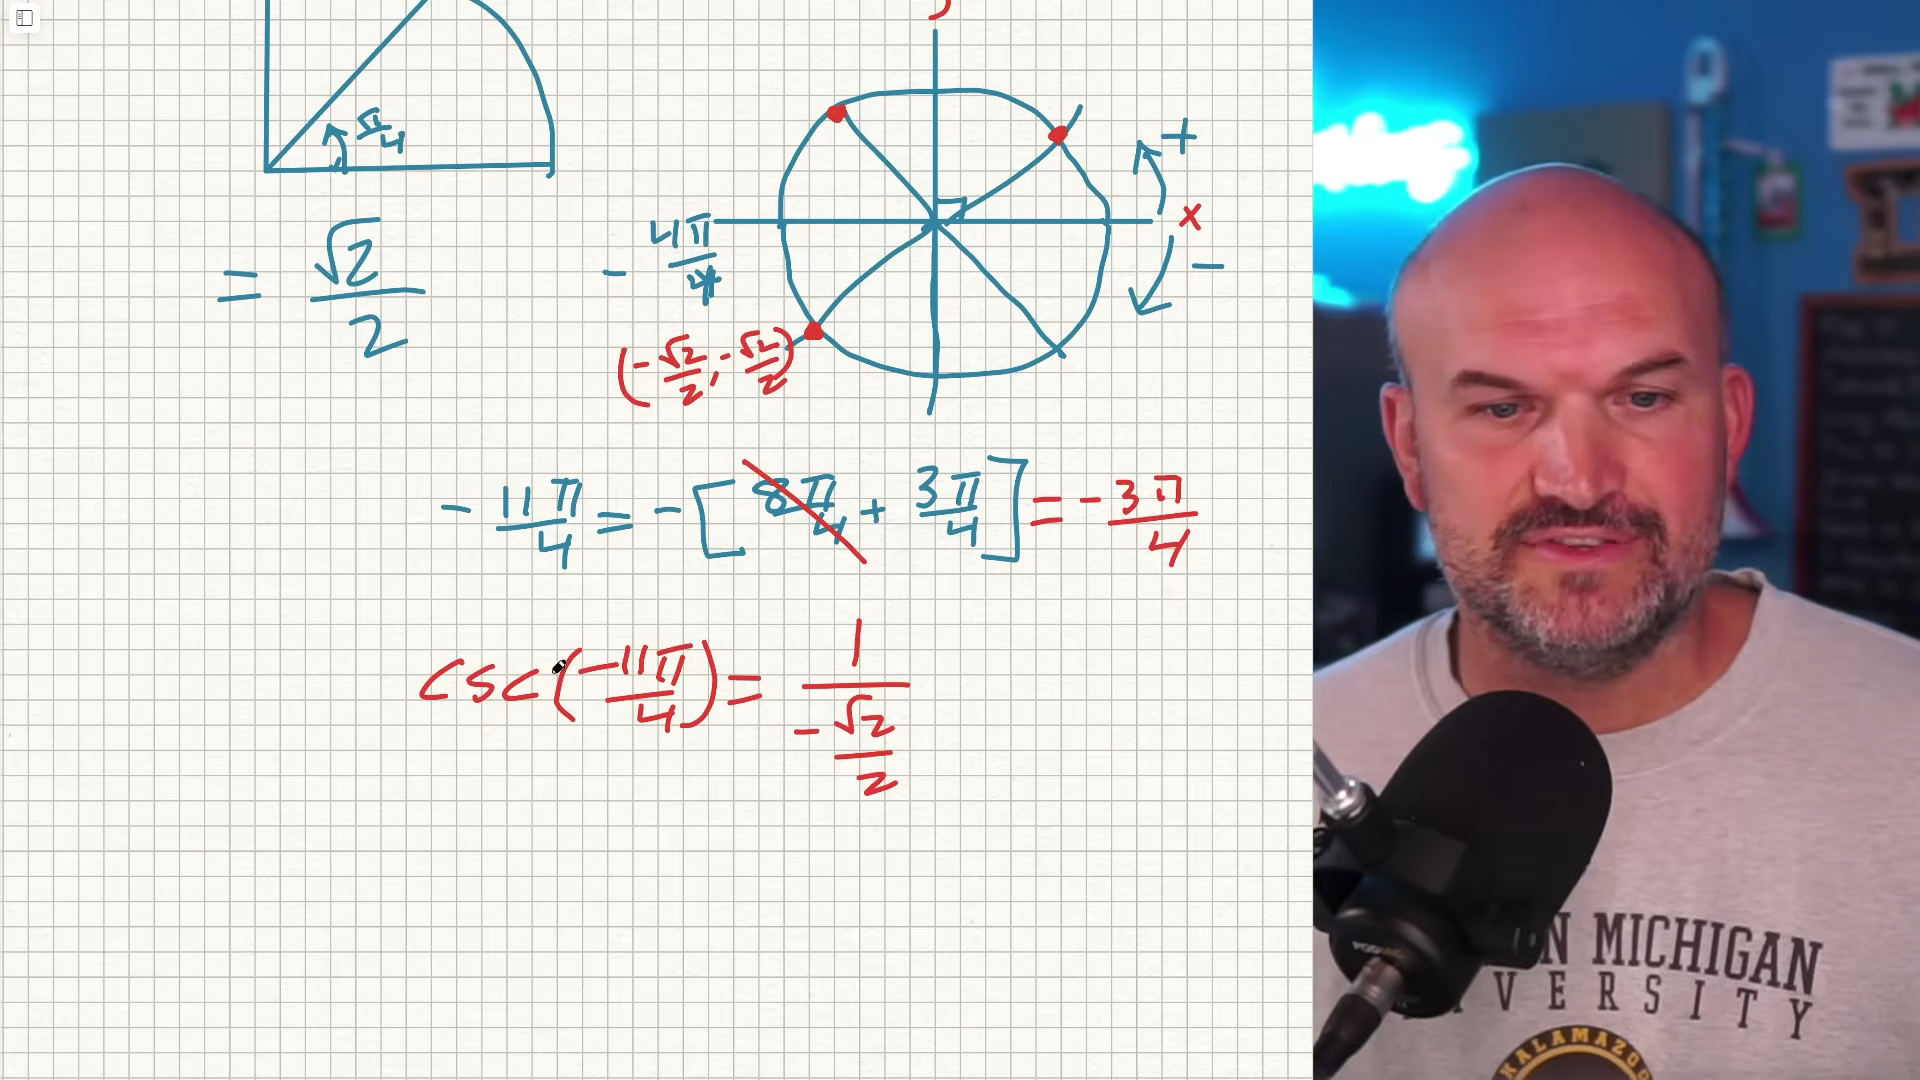 π/4
+
x
−
= √2/2
− 4π/4
(-√2/2, -√2/2)
- 11π/4 = - [8π/4 + 3π/4] = - 3π/4
csc(-11π/4) = 1/(-√2/2)
N MICHIGAN
VERSITY
KALAMAZO